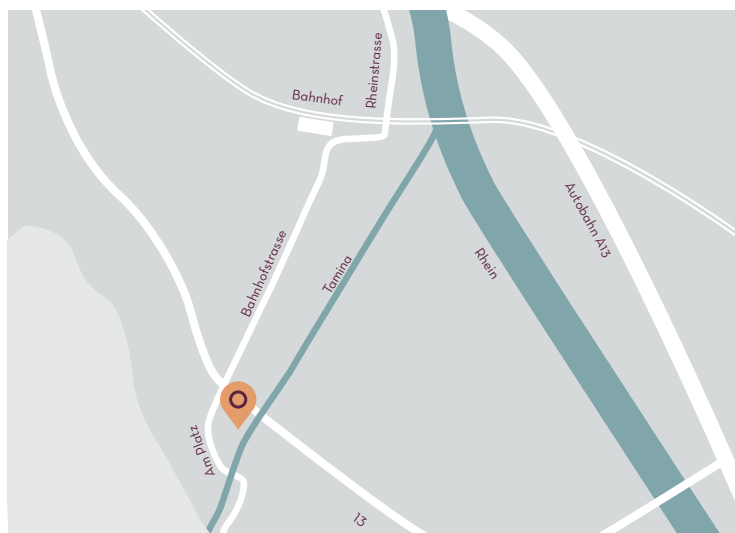 Rheinstrasse
Bahnhof
Autobahn A13
Bahnhofstrasse
Tamina
Rhein
Am Platz
13